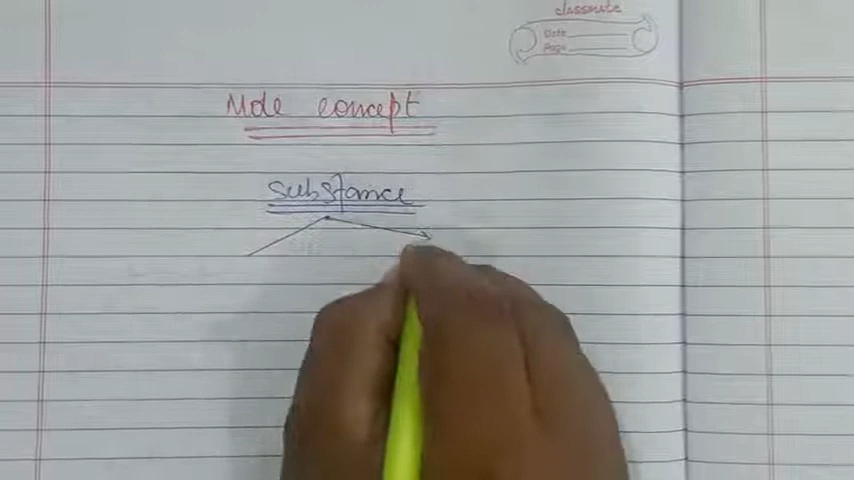 classmate
Date
Page
Mole concept
substance